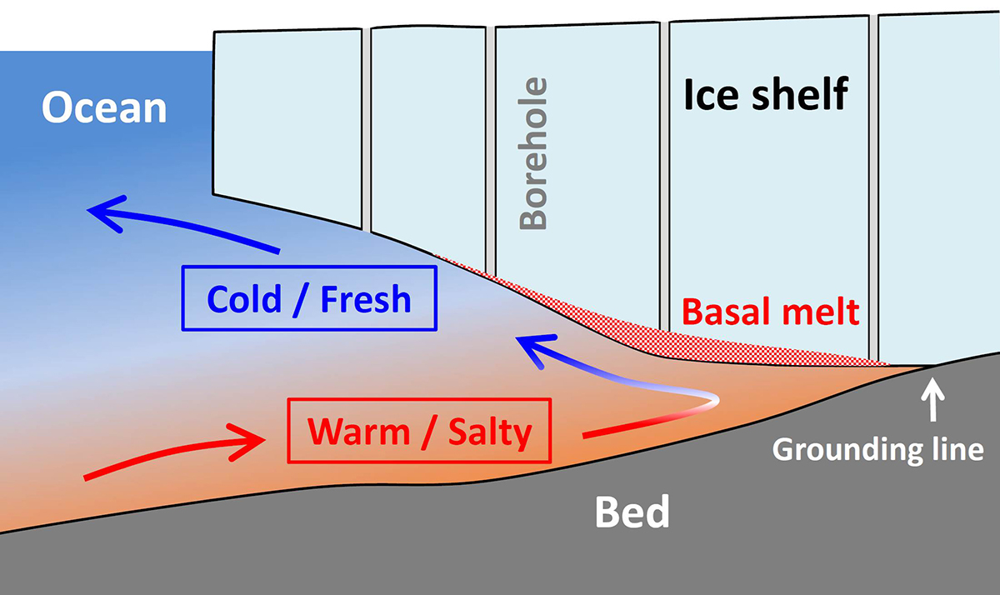 Ocean
Borehole
Ice shelf
Cold / Fresh
Basal melt
Warm / Salty
Grounding line
Bed